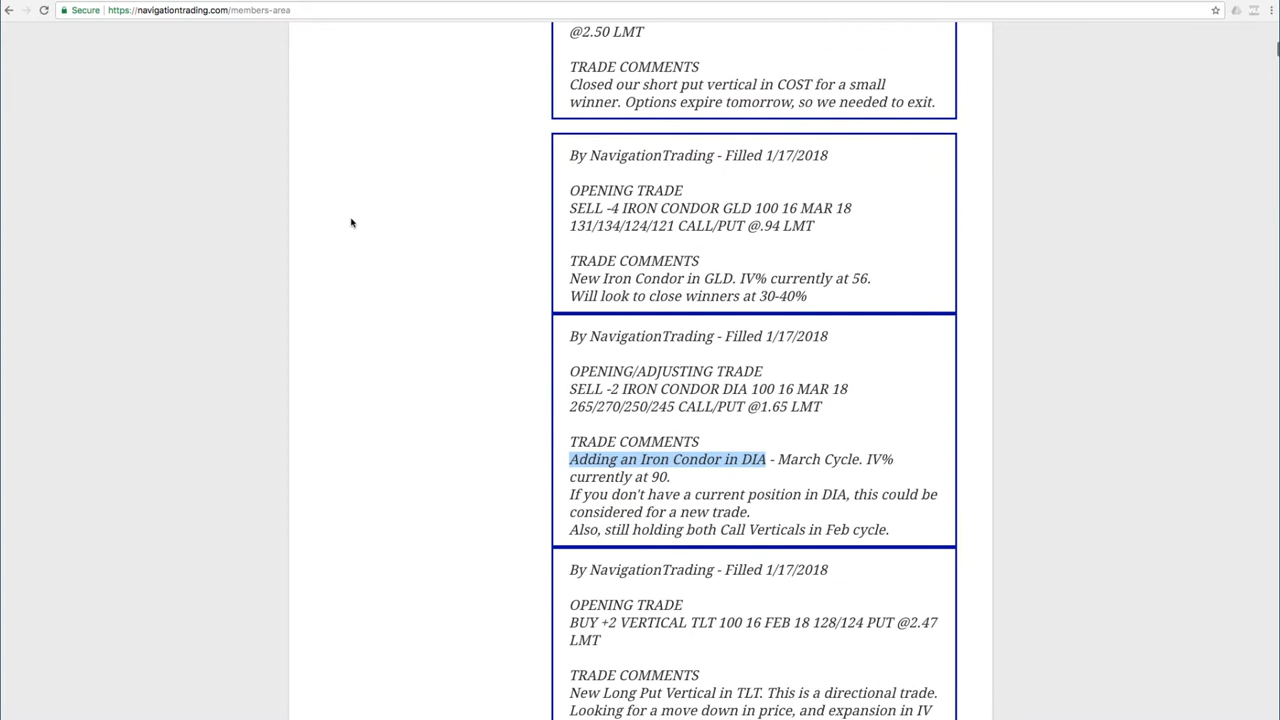 Secure
https://navigationtrading.com/members-area
@2.50 LMT
TRADE COMMENTS
Closed our short put vertical in COST for a small
winner. Options expire tomorrow, so we needed to exit.
By NavigationTrading - Filled 1/17/2018
OPENING TRADE
SELL -4 IRON CONDOR GLD 100 16 MAR 18
131/134/124/121 CALL/PUT @.94 LMT
TRADE COMMENTS
New Iron Condor in GLD. IV% currently at 56.
Will look to close winners at 30-40%
By NavigationTrading - Filled 1/17/2018
OPENING/ADJUSTING TRADE
SELL -2 IRON CONDOR DIA 100 16 MAR 18
265/270/250/245 CALL/PUT @1.65 LMT
TRADE COMMENTS
Adding an Iron Condor in DIA - March Cycle. IV%
currently at 90.
If you don't have a current position in DIA, this could be
considered for a new trade.
Also, still holding both Call Verticals in Feb cycle.
By NavigationTrading - Filled 1/17/2018
OPENING TRADE
BUY +2 VERTICAL TLT 100 16 FEB 18 128/124 PUT @2.47
LMT
TRADE COMMENTS
New Long Put Vertical in TLT. This is a directional trade.
Looking for a move down in price, and expansion in IV